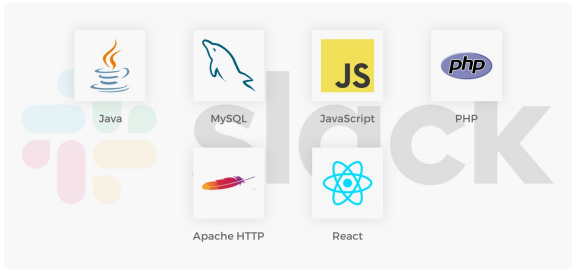 slack
JS
php
Java
MySQL
JavaScript
PHP
Apache HTTP
React